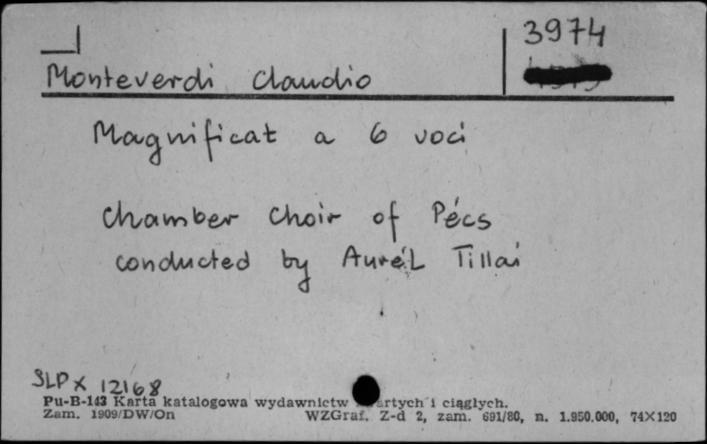 3974
Monteverdi Claudio
Magnificat a 6 voci
Chamber Choir of Pécs
conducted by Aurél Tillai
SLPX 12168
Pu-B-143 Karta katalogowa wydawnictw zwartych i ciągłych.
Zam. 1909/DW/On WZGraf. Z-d 2, zam. 691/80, n. 1.950.000, 74X120